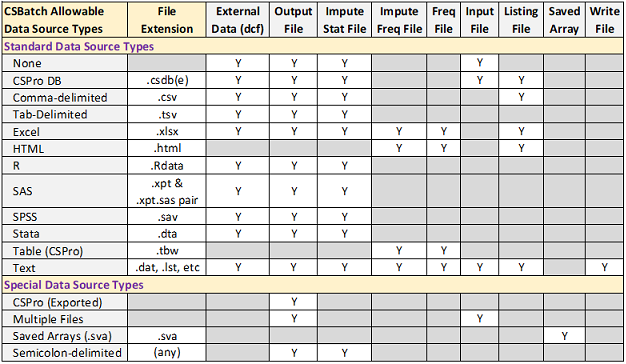 CSBatch Allowable File External Output Impute Impute Freq Input Listing Saved Write
Data Source Types Extension Data (dcf) File Stat File Freq File File File File Array File
Standard Data Source Types
None Y Y Y Y
CSPro DB .csdb(e) Y Y Y Y Y
Comma-delimited .csv Y Y Y Y
Tab-Delimited .tsv Y Y Y
Excel .xlsx Y Y Y Y Y Y
HTML .html Y Y Y
R .Rdata Y Y Y
SAS .xpt & .xpt.sas pair Y Y Y
SPSS .sav Y Y Y
Stata .dta Y Y Y
Table (CSPro) .tbw Y Y
Text .dat, .lst, etc Y Y Y Y Y Y Y Y
Special Data Source Types
CSPro (Exported) Y
Multiple Files Y Y
Saved Arrays (.sva) .sva Y
Semicolon-delimited (any) Y Y